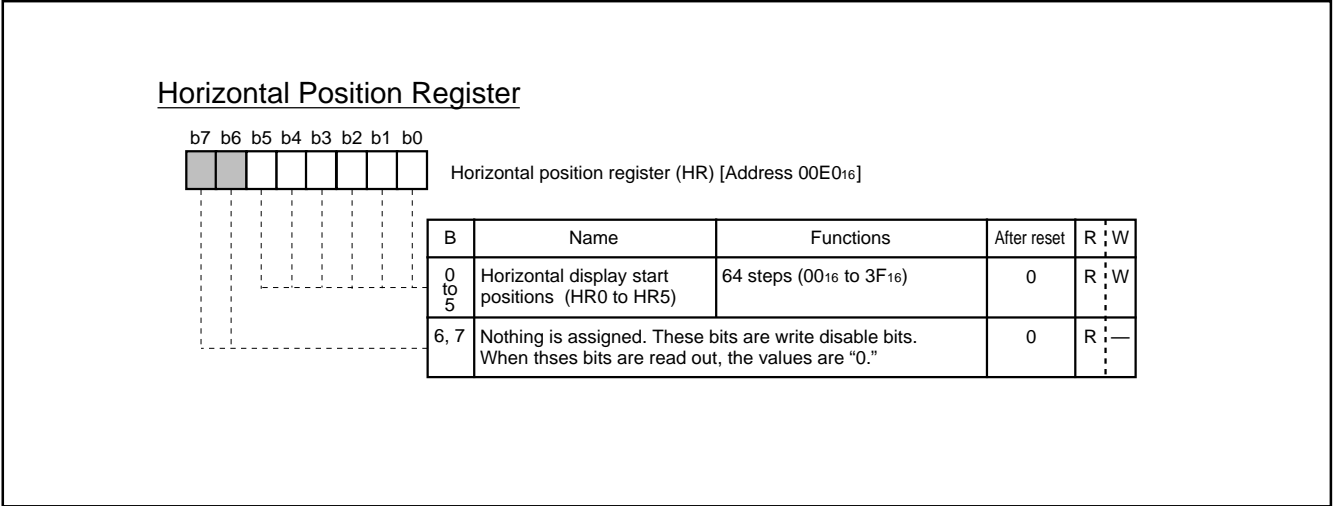 Horizontal Position Register
b7 b6 b5 b4 b3 b2 b1 b0
Horizontal position register (HR) [Address 00E016]
B Name Functions After reset R W
0 to 5 Horizontal display start positions (HR0 to HR5) 64 steps (0016 to 3F16) 0 R W
6, 7 Nothing is assigned. These bits are write disable bits.
When thses bits are read out, the values are “0.” 0 R —